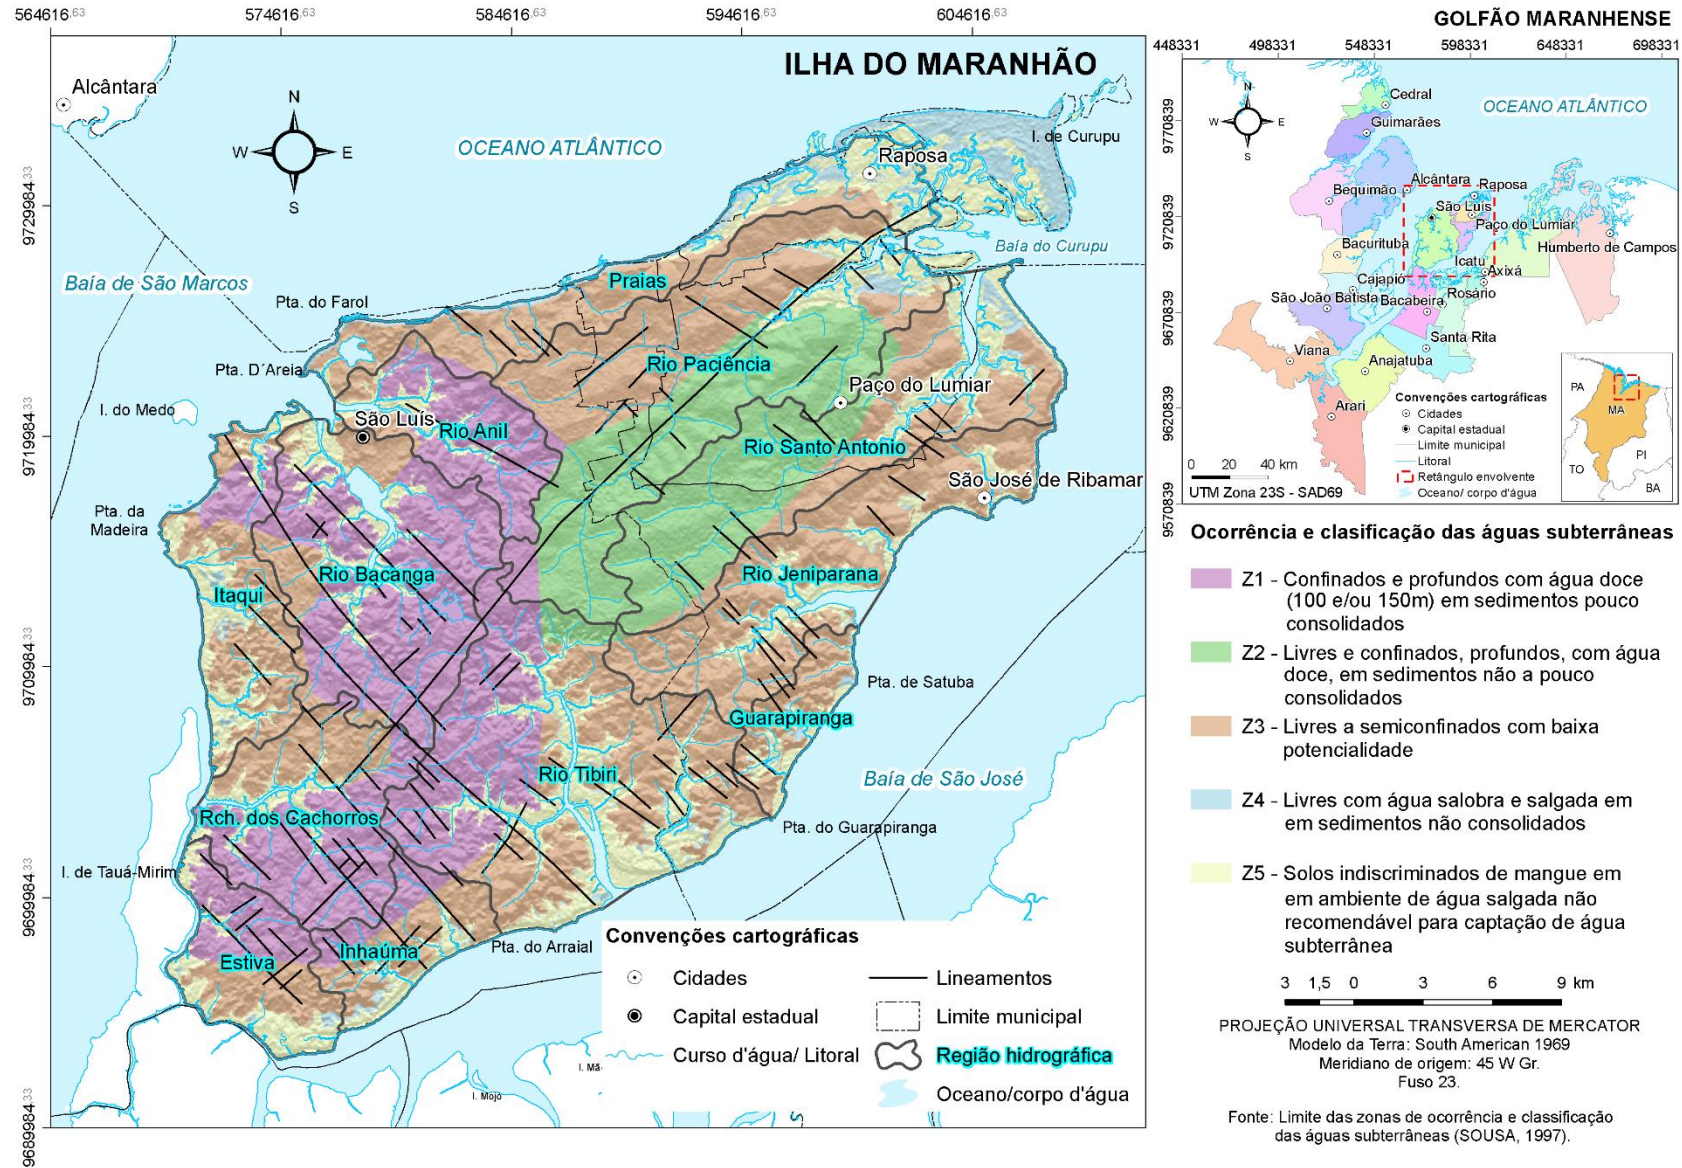 564616,63
574616,63
584616,63
594616,63
604616,63
ILHA DO MARANHÃO
Alcântara
N
W
E
S
OCEANO ATLÂNTICO
I. de Curupu
Raposa
9729984,33
Baía do Curupu
Baía de São Marcos
Praias
Pta. do Farol
Rio Paciência
Pta. D´Areia
Paço do Lumiar
I. do Medo
São Luís
9719984,33
Rio Anil
Rio Santo Antonio
São José de Ribamar
Pta. da
Madeira
Rio Bacanga
Rio Jeniparana
Itaqui
9709984,33
Pta. de Satuba
Guarapiranga
Rio Tibiri
Baía de São José
Rch. dos Cachorros
Pta. do Guarapiranga
I. de Tauá-Mirim
9699984,33
Pta. do Arraial
Inhaúma
Estiva
I. Mã
I. Mojó
9689984,33
Convenções cartográficas
Cidades
Lineamentos
Capital estadual
Limite municipal
Curso d'água/ Litoral
Região hidrográfica
Oceano/corpo d'água
GOLFÃO MARANHENSE
448331
498331
548331
598331
648331
698331
9770839
9720839
9670839
9620839
9570839
N
W
E
S
OCEANO ATLÂNTICO
Cedral
Guimarães
Alcântara
Raposa
Bequimão
São Luís
Paço do Lumiar
Bacurituba
Humberto de Campos
Icatu
Axixá
Cajapió
Rosário
São João Batista
Bacabeira
Santa Rita
Viana
Anajatuba
Arari
Convenções cartográficas
Cidades
Capital estadual
Limite municipal
Litoral
Retângulo envolvente
Oceano/ corpo d'água
0 20 40 km
UTM Zona 23S - SAD69
PA
MA
PI
TO
BA
Ocorrência e clasificação das águas subterrâneas
Z1 - Confinados e profundos com água doce
(100 e/ou 150m) em sedimentos pouco
consolidados
Z2 - Livres e confinados, profundos, com água
doce, em sedimentos não a pouco
consolidados
Z3 - Livres a semiconfinados com baixa
potencialidade
Z4 - Livres com água salobra e salgada em
em sedimentos não consolidados
Z5 - Solos indiscriminados de mangue em
em ambiente de água salgada não
recomendável para captação de água
subterrânea
3 1,5 0 3 6 9 km
PROJEÇÃO UNIVERSAL TRANSVERSA DE MERCATOR
Modelo da Terra: South American 1969
Meridiano de origem: 45 W Gr.
Fuso 23.
Fonte: Limite das zonas de ocorrência e classificação
das águas subterrâneas (SOUSA, 1997).